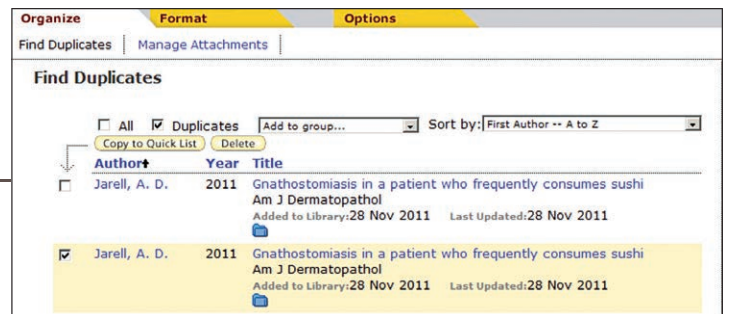 Organize Format Options
Find Duplicates Manage Attachments
Find Duplicates
All Duplicates Add to group... Sort by: First Author -- A to Z
Copy to Quick List Delete
Author Year Title
Jarell, A. D. 2011 Gnathostomiasis in a patient who frequently consumes sushi
Am J Dermatopathol
Added to Library:28 Nov 2011 Last Updated:28 Nov 2011
Jarell, A. D. 2011 Gnathostomiasis in a patient who frequently consumes sushi
Am J Dermatopathol
Added to Library:28 Nov 2011 Last Updated:28 Nov 2011